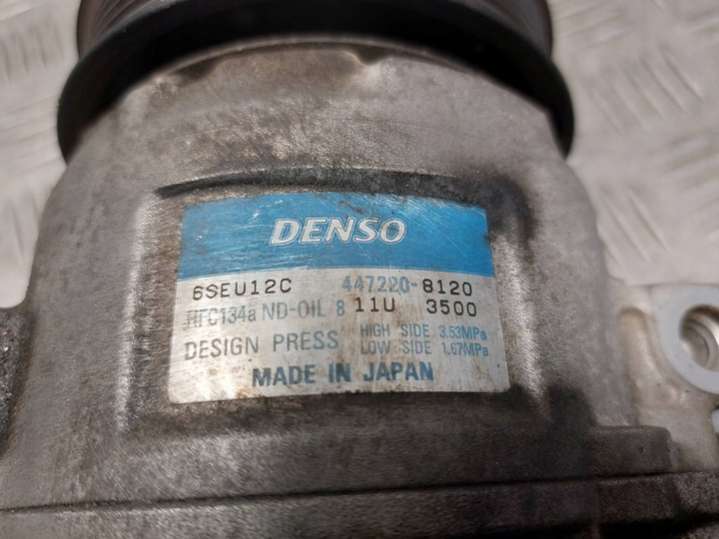 DENSO
6SEU12C 447220-8120
HFC134a ND-OIL 8 11U 3500
DESIGN PRESS HIGH SIDE 3.53MPa
LOW SIDE 1.67MPa
MADE IN JAPAN